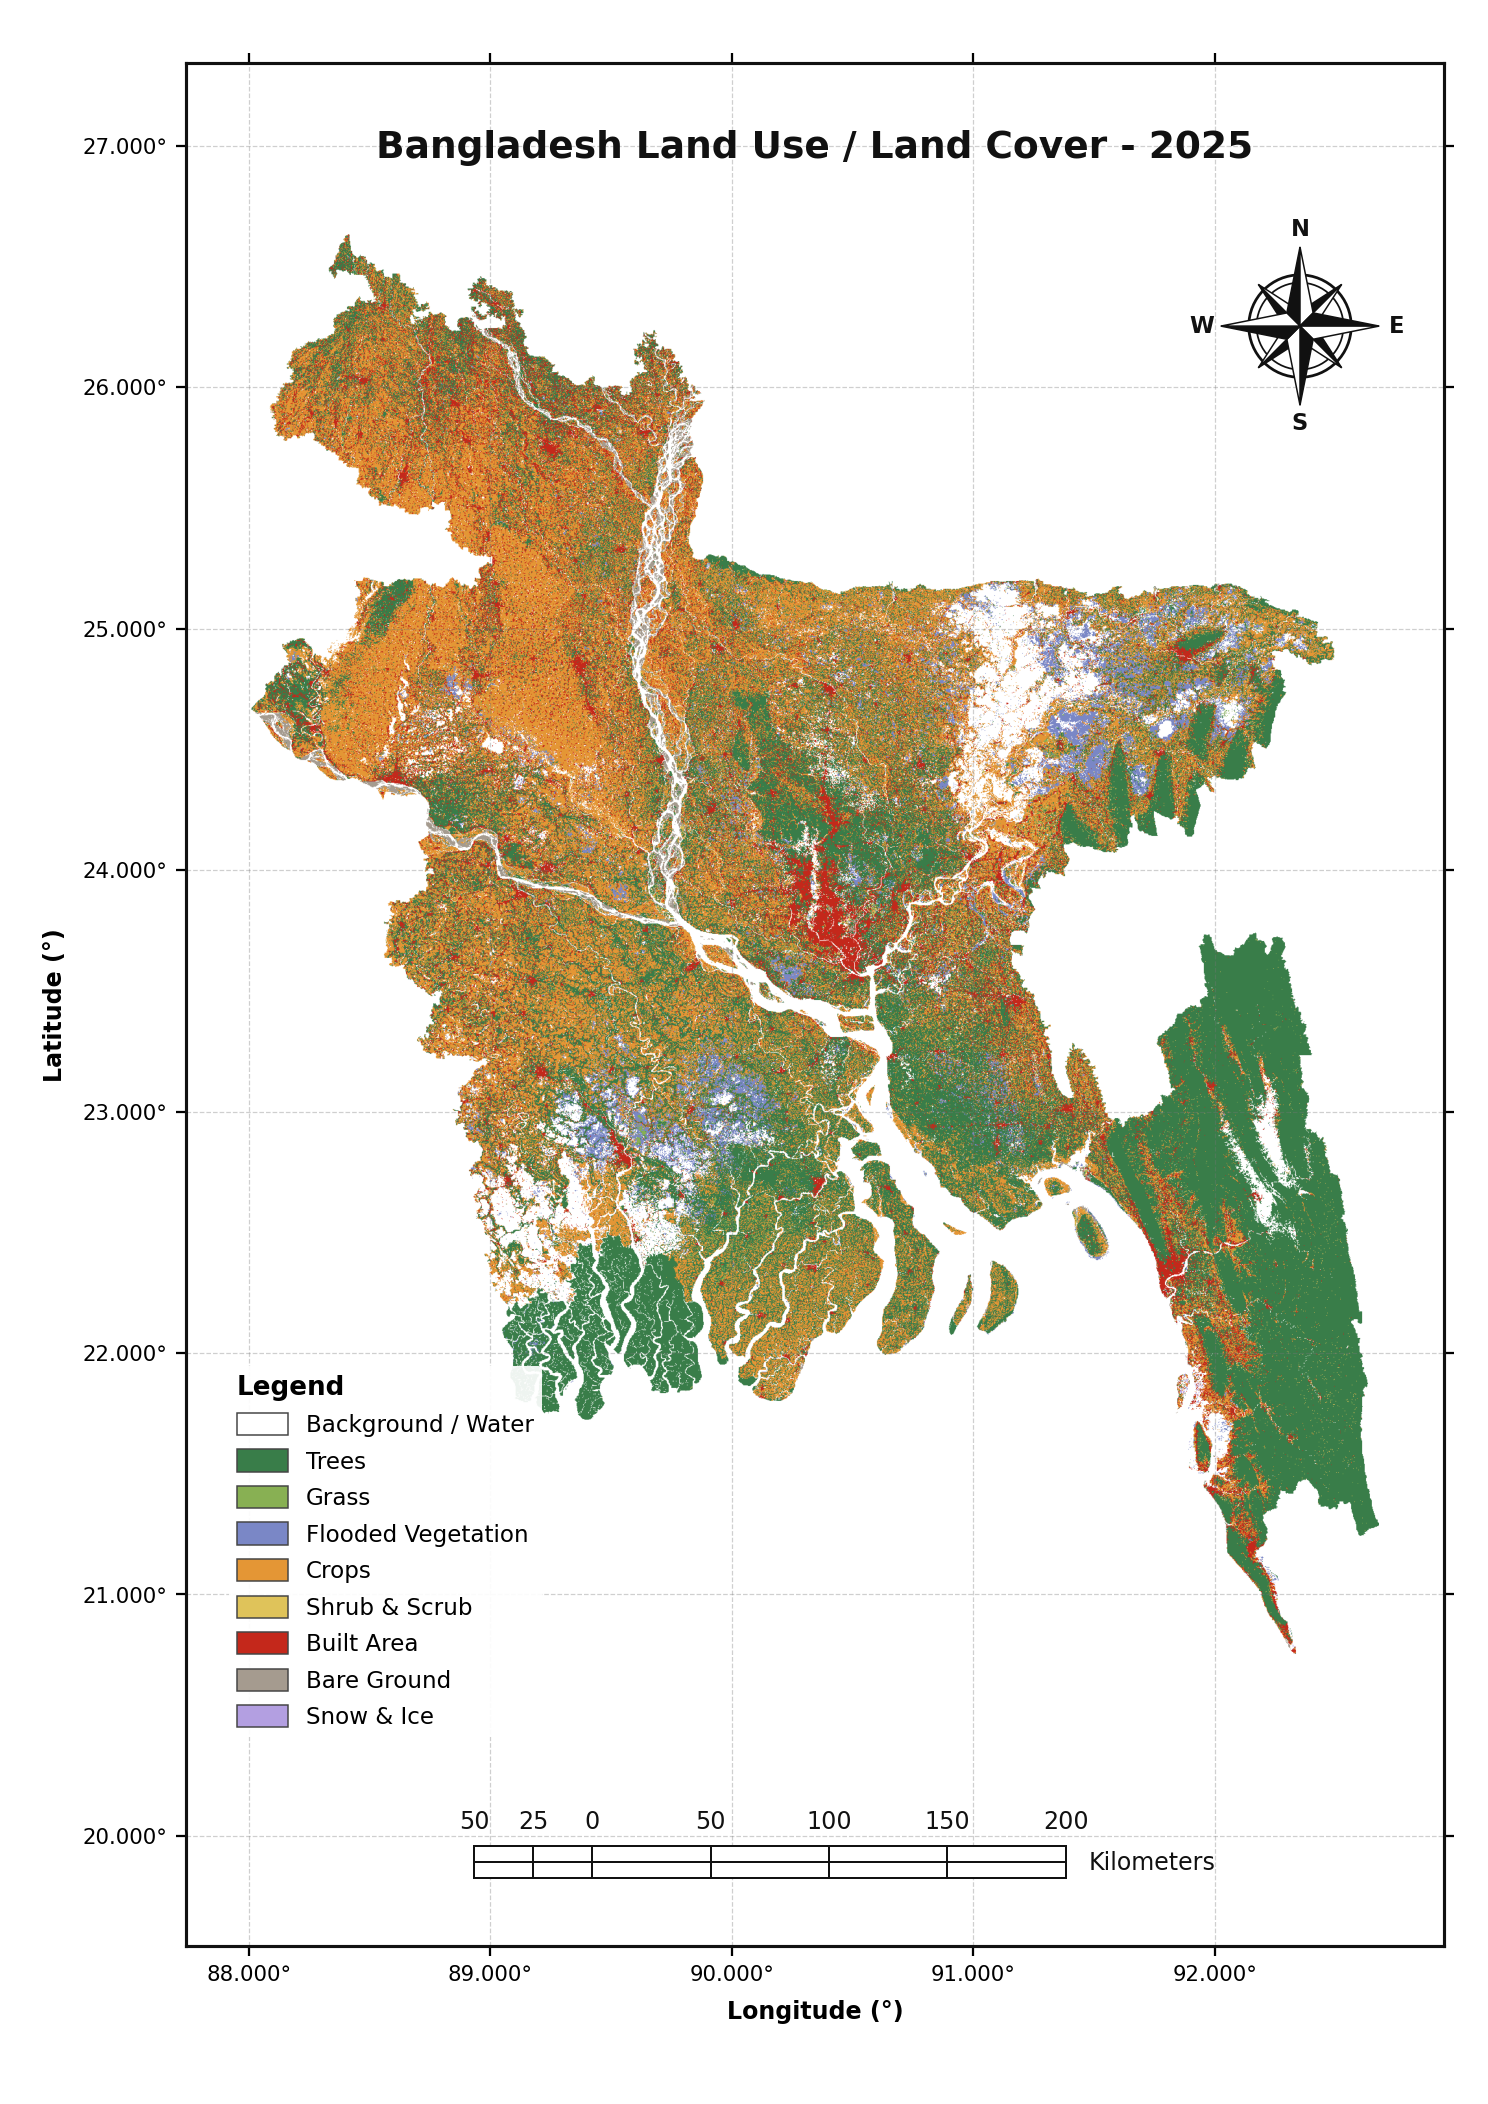 Bangladesh Land Use / Land Cover - 2025
N
W E
S
27.000°
26.000°
25.000°
24.000°
23.000°
22.000°
21.000°
20.000°
Latitude (°)
Legend
Background / Water
Trees
Grass
Flooded Vegetation
Crops
Shrub & Scrub
Built Area
Bare Ground
Snow & Ice
50 25 0 50 100 150 200
Kilometers
88.000° 89.000° 90.000° 91.000° 92.000°
Longitude (°)